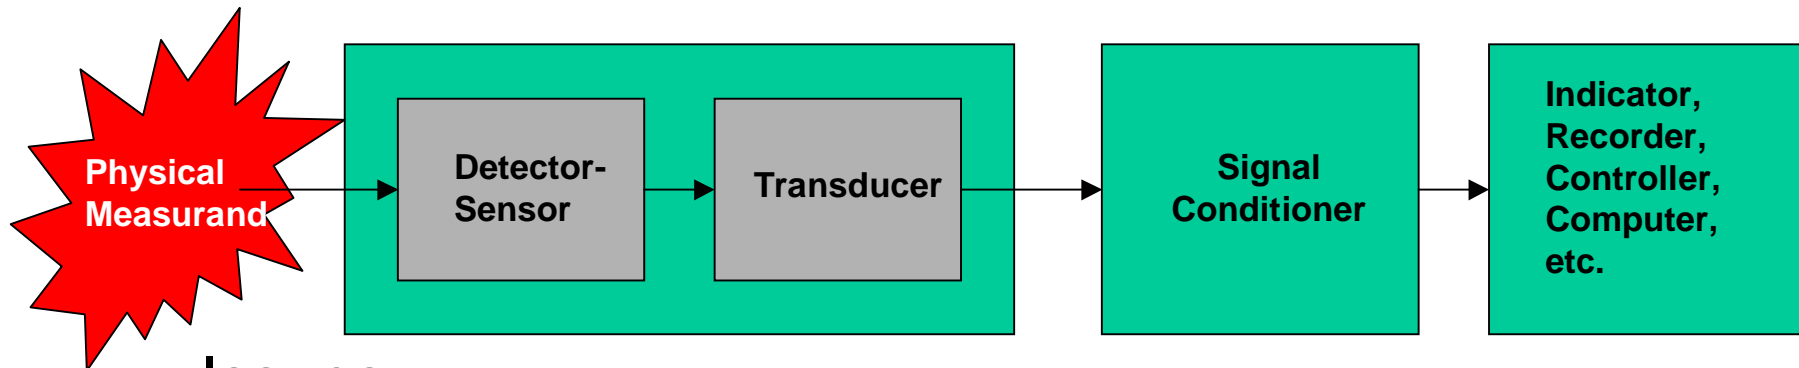 Physical
Measurand
Detector-
Sensor
Transducer
Signal
Conditioner
Indicator,
Recorder,
Controller,
Computer,
etc.